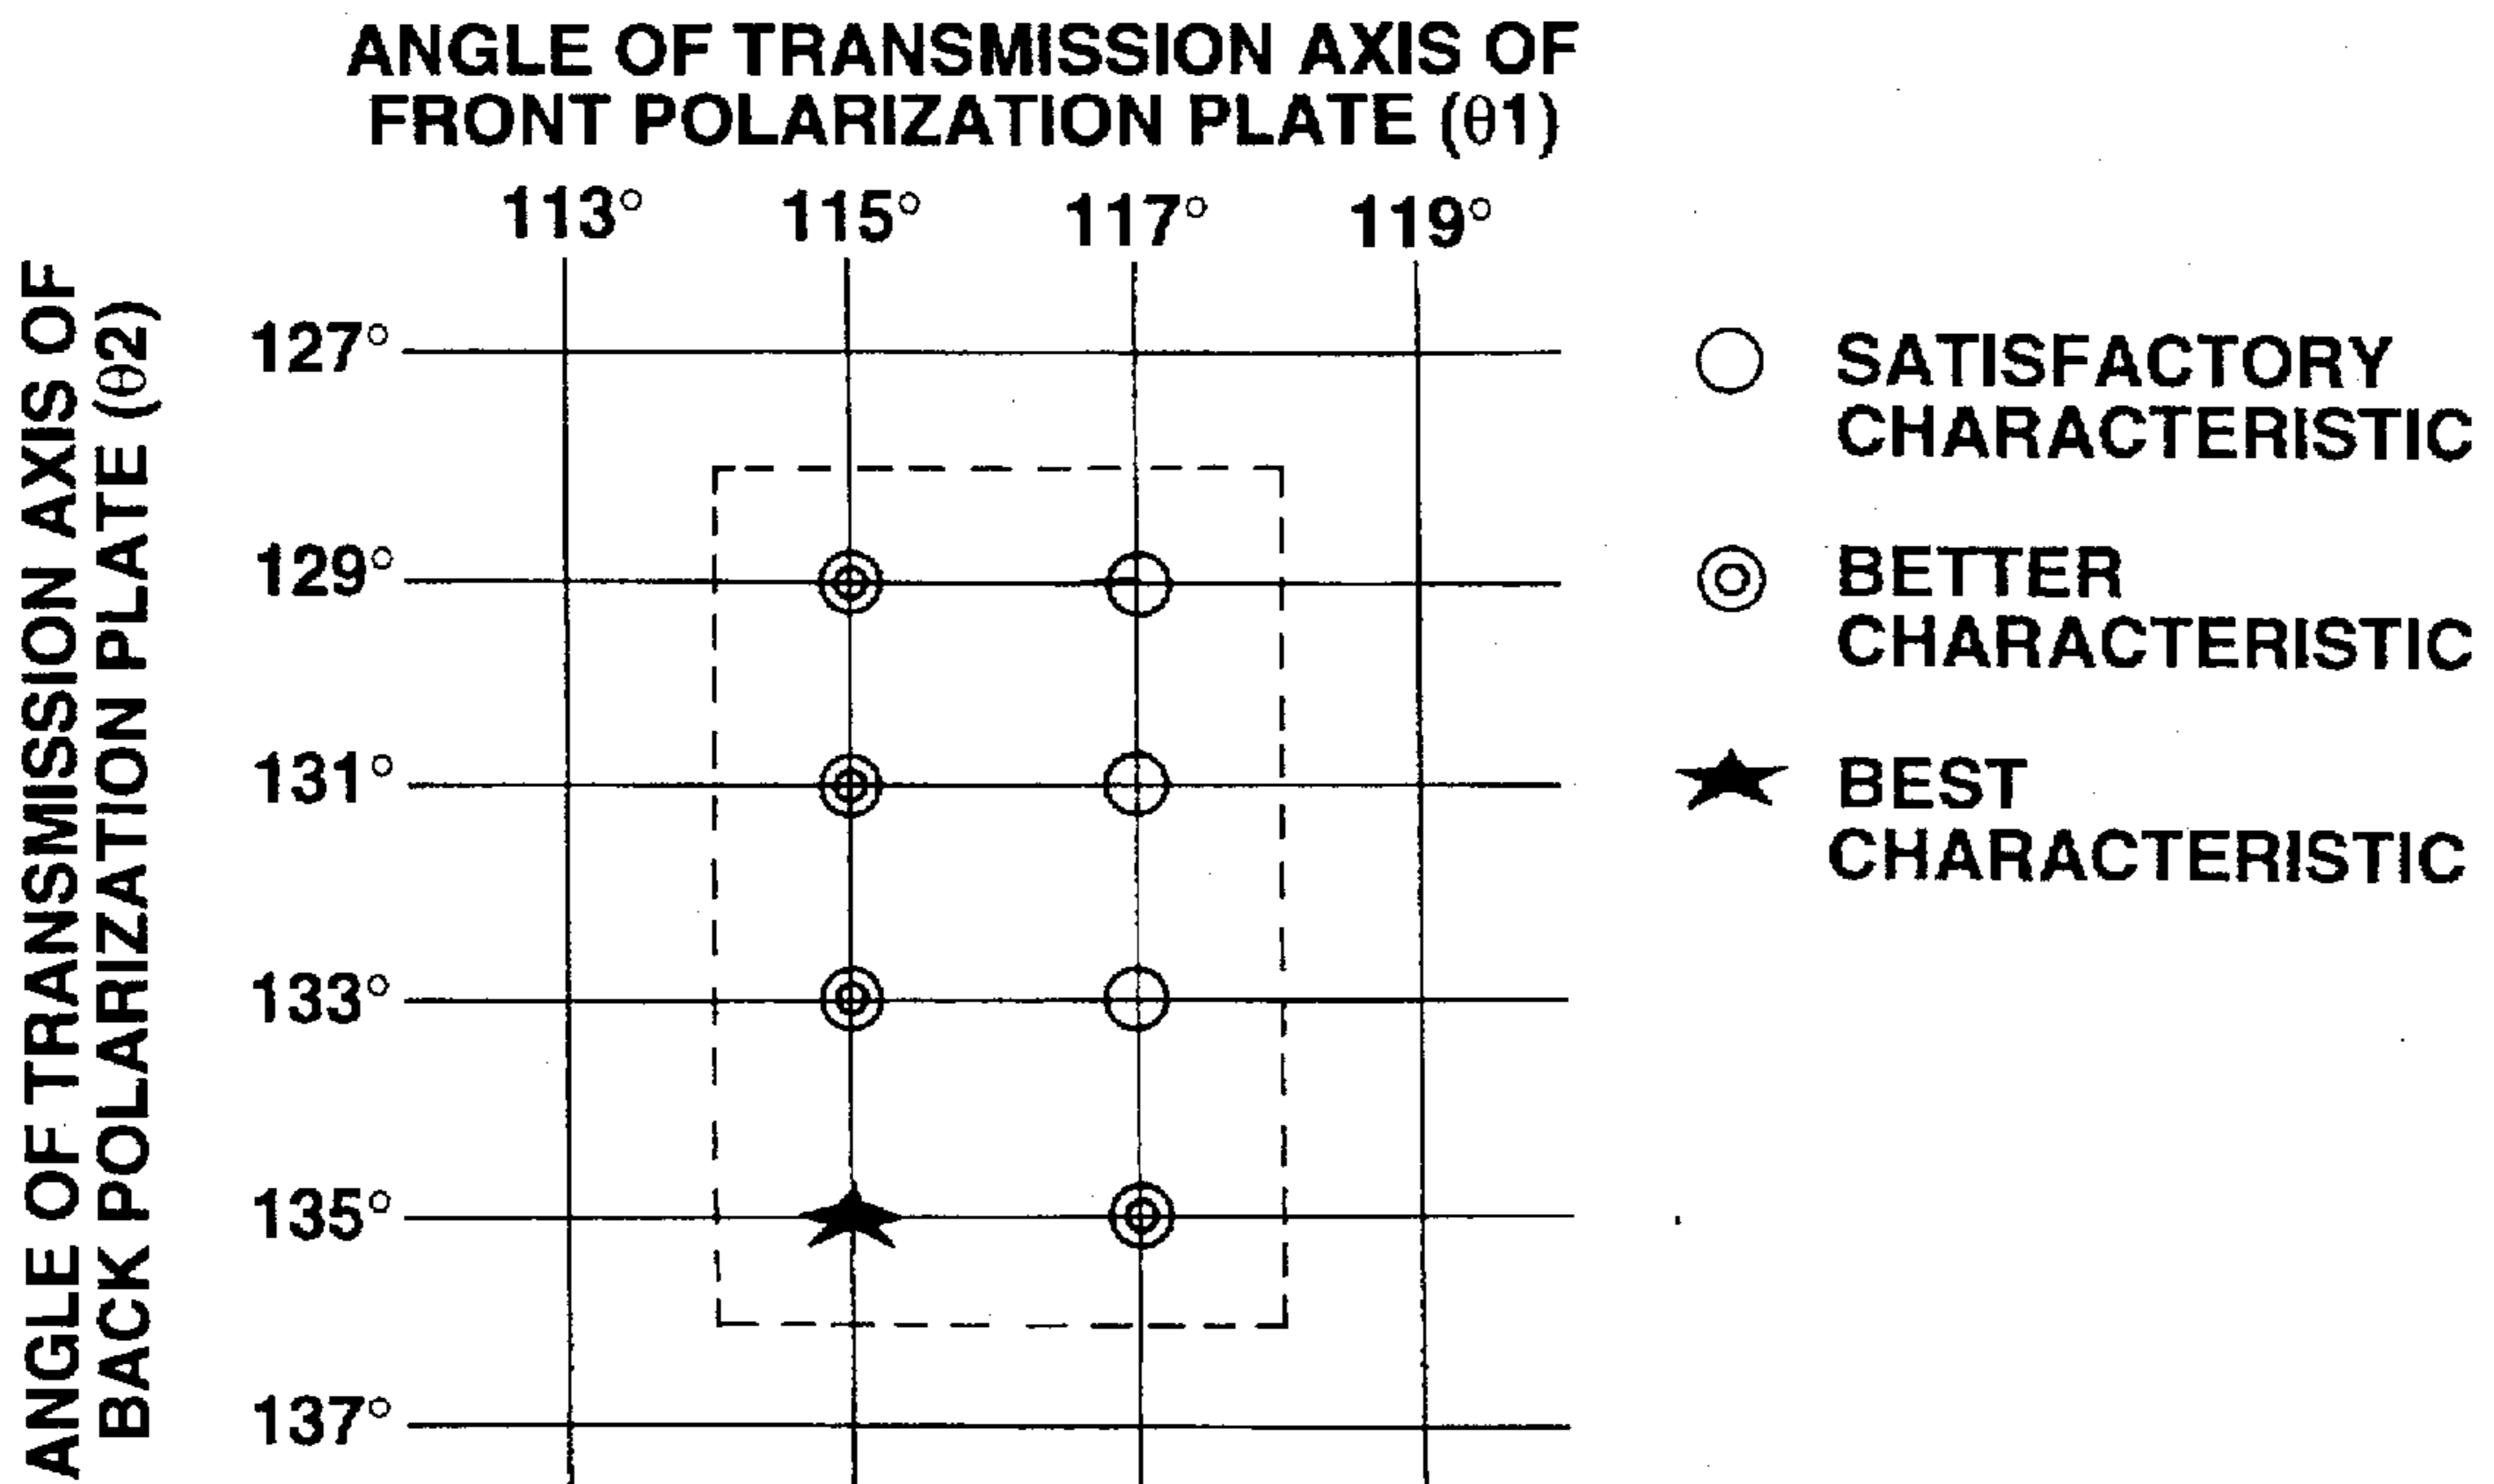 ANGLE OF TRANSMISSION AXIS OF
FRONT POLARIZATION PLATE (θ1)
113° 115° 117° 119°
ANGLE OF TRANSMISSION AXIS OF
BACK POLARIZATION PLATE (θ2)
127°
129°
131°
133°
135°
137°
SATISFACTORY
CHARACTERISTIC
BETTER
CHARACTERISTIC
BEST
CHARACTERISTIC